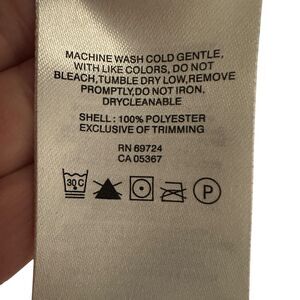 MACHINE WASH COLD GENTLE,
WITH LIKE COLORS, DO NOT
BLEACH,TUMBLE DRY LOW,REMOVE
PROMPTLY,DO NOT IRON,
DRYCLEANABLE
SHELL : 100% POLYESTER
EXCLUSIVE OF TRIMMING
RN 69724
CA 05367
30C P